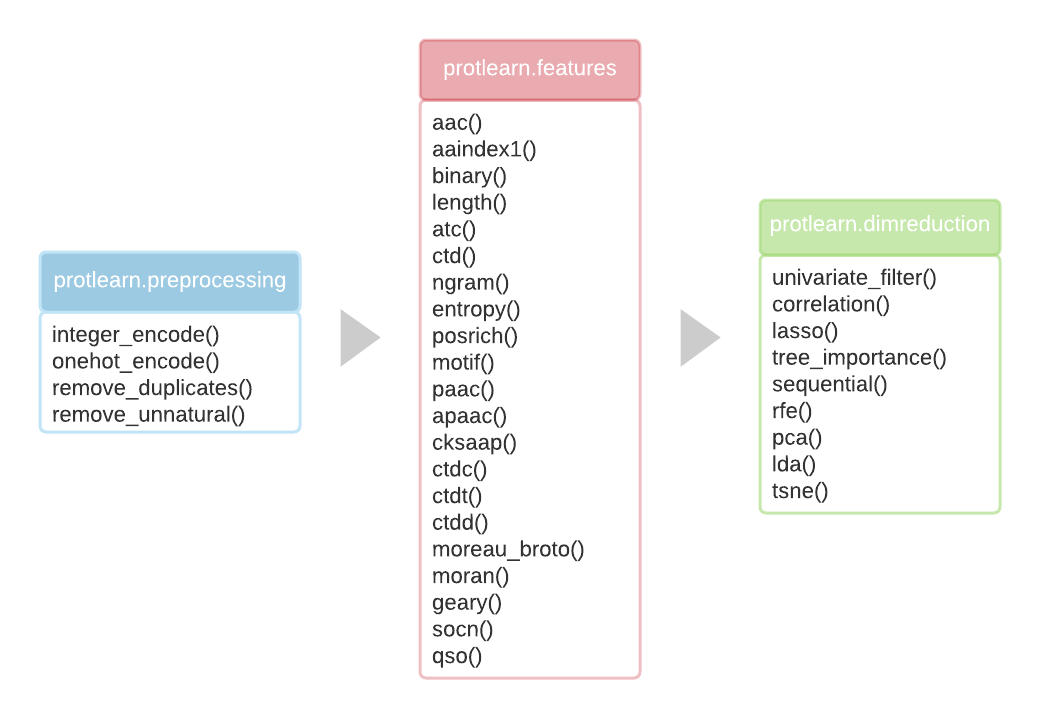 protlearn.preprocessing
integer_encode()
onehot_encode()
remove_duplicates()
remove_unnatural()
protlearn.features
aac()
aaindex1()
binary()
length()
atc()
ctd()
ngram()
entropy()
posrich()
motif()
paac()
apaac()
cksaap()
ctdc()
ctdt()
ctdd()
moreau_broto()
moran()
geary()
socn()
qso()
protlearn.dimreduction
univariate_filter()
correlation()
lasso()
tree_importance()
sequential()
rfe()
pca()
lda()
tsne()